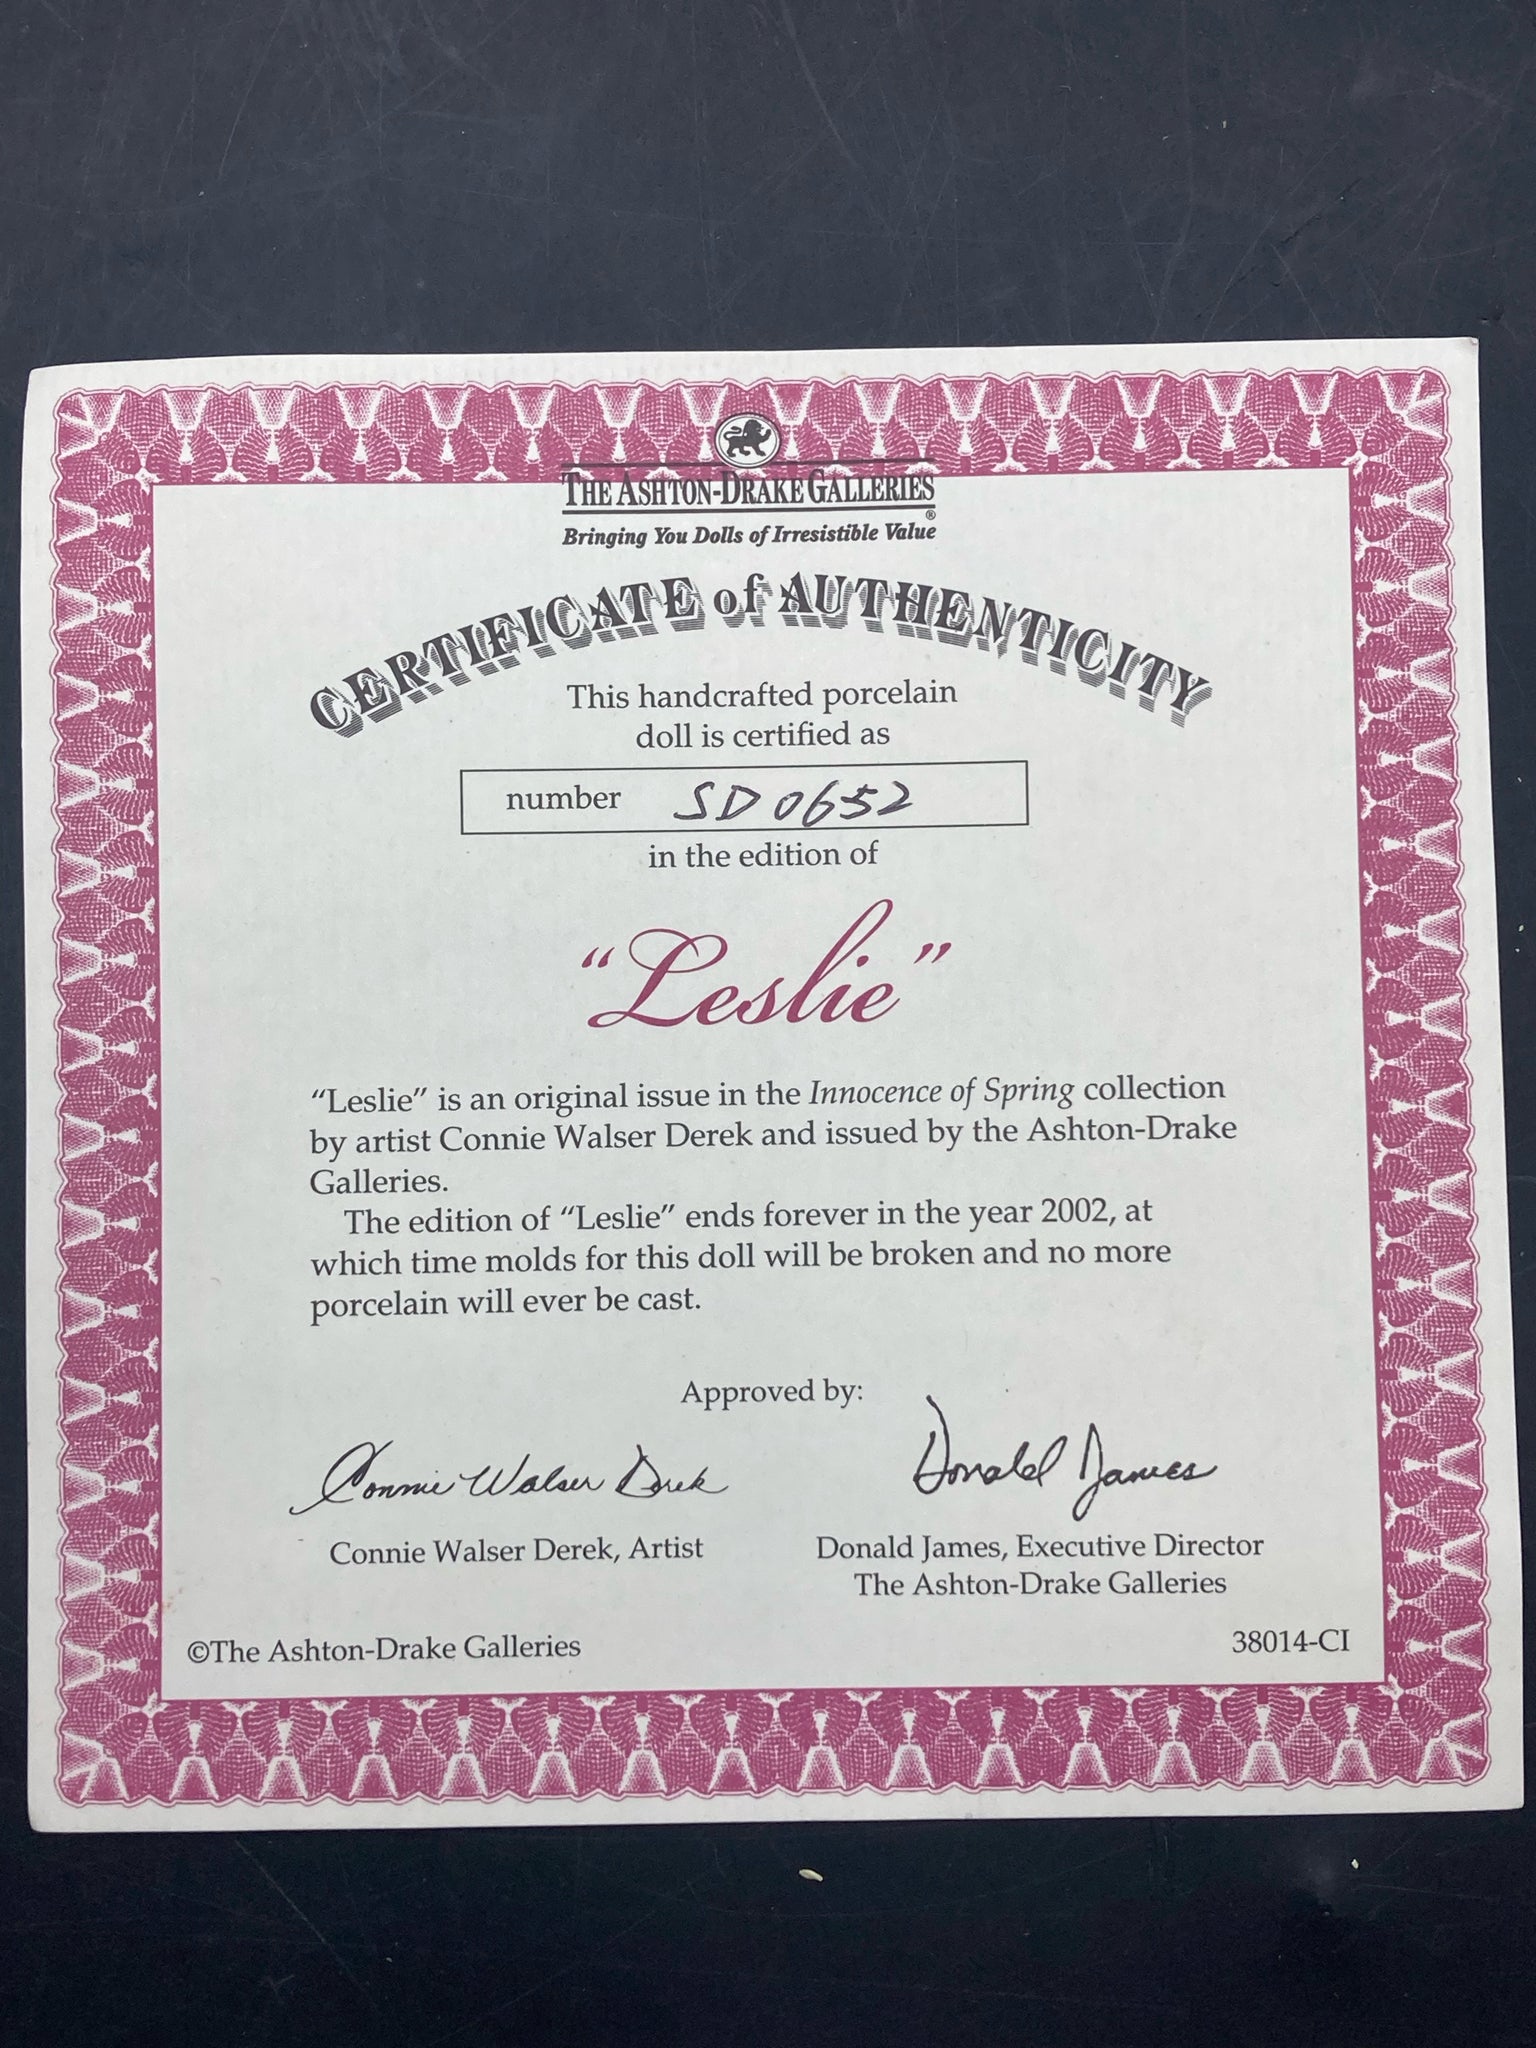 THE ASHTON-DRAKE GALLERIES
®
Bringing You Dolls of Irresistible Value
CERTIFICATE of AUTHENTICITY
This handcrafted porcelain
doll is certified as
number SD0652
in the edition of
“Leslie”
“Leslie” is an original issue in the Innocence of Spring collection
by artist Connie Walser Derek and issued by the Ashton-Drake
Galleries.
The edition of “Leslie” ends forever in the year 2002, at
which time molds for this doll will be broken and no more
porcelain will ever be cast.
Approved by:
Connie Walser Derek Donald James
Connie Walser Derek, Artist Donald James, Executive Director
The Ashton-Drake Galleries
©The Ashton-Drake Galleries 38014-CI